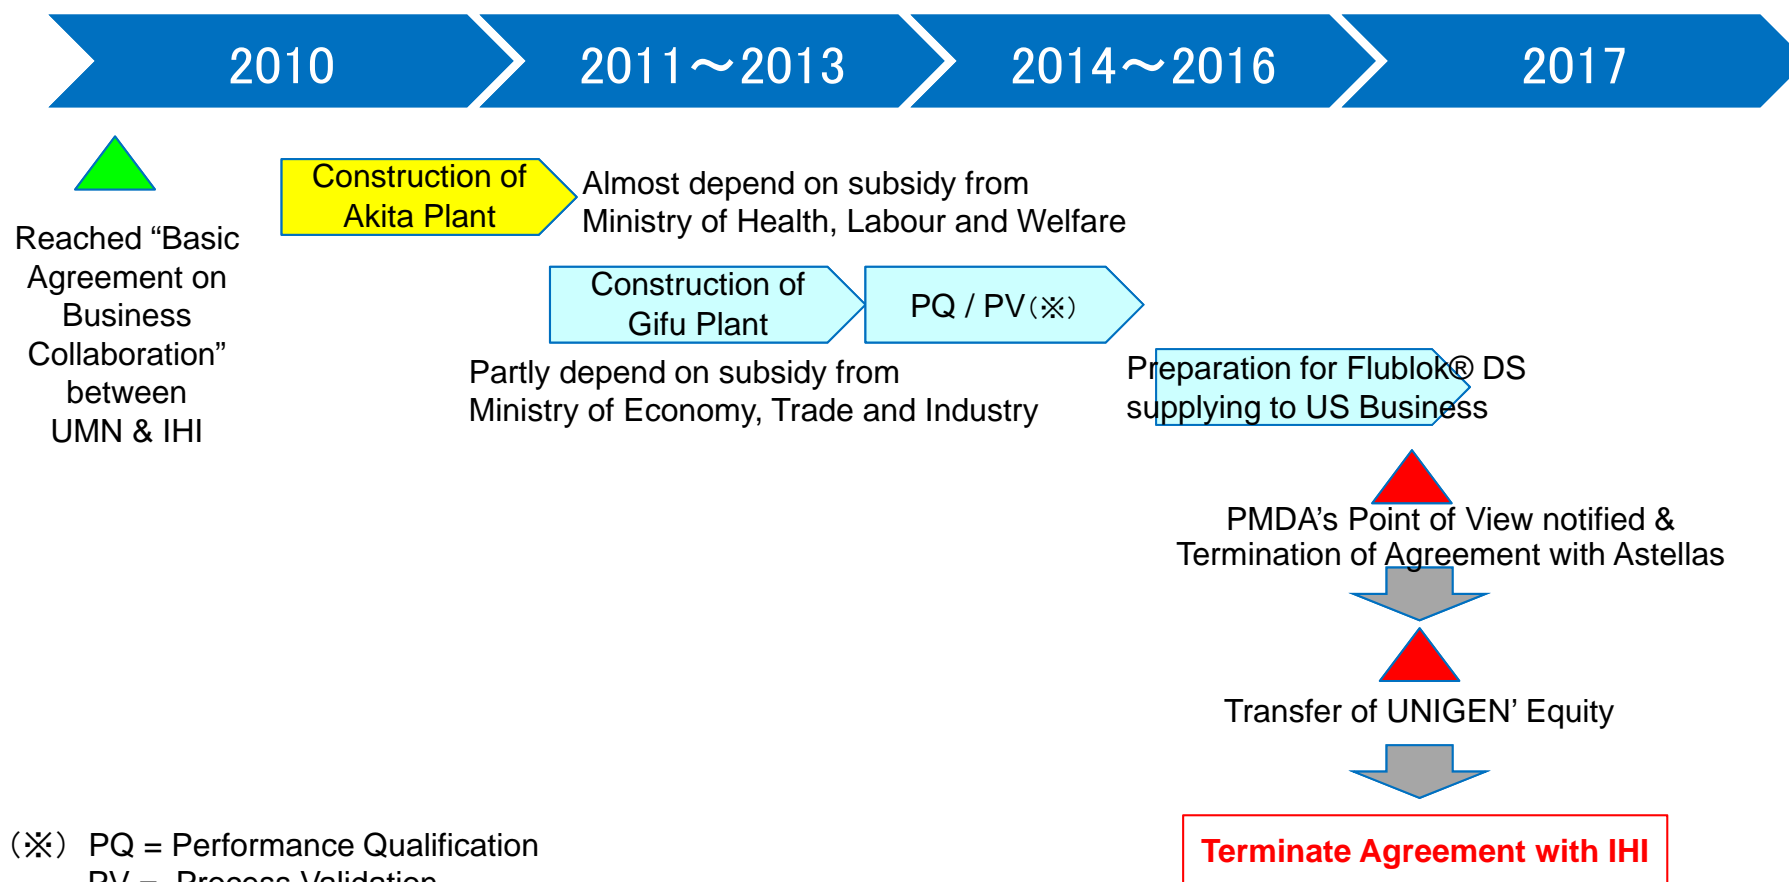 2010
2011～2013
2014～2016
2017
Construction of
Akita Plant
Almost depend on subsidy from
Ministry of Health, Labour and Welfare
Reached “Basic
Agreement on
Business
Collaboration”
between
UMN & IHI
Construction of
Gifu Plant
PQ / PV(※)
Partly depend on subsidy from
Ministry of Economy, Trade and Industry
Preparation for Flublok® DS
supplying to US Business
PMDA’s Point of View notified &
Termination of Agreement with Astellas
Transfer of UNIGEN’ Equity
Terminate Agreement with IHI
（※） PQ = Performance Qualification
PV = Process Validation